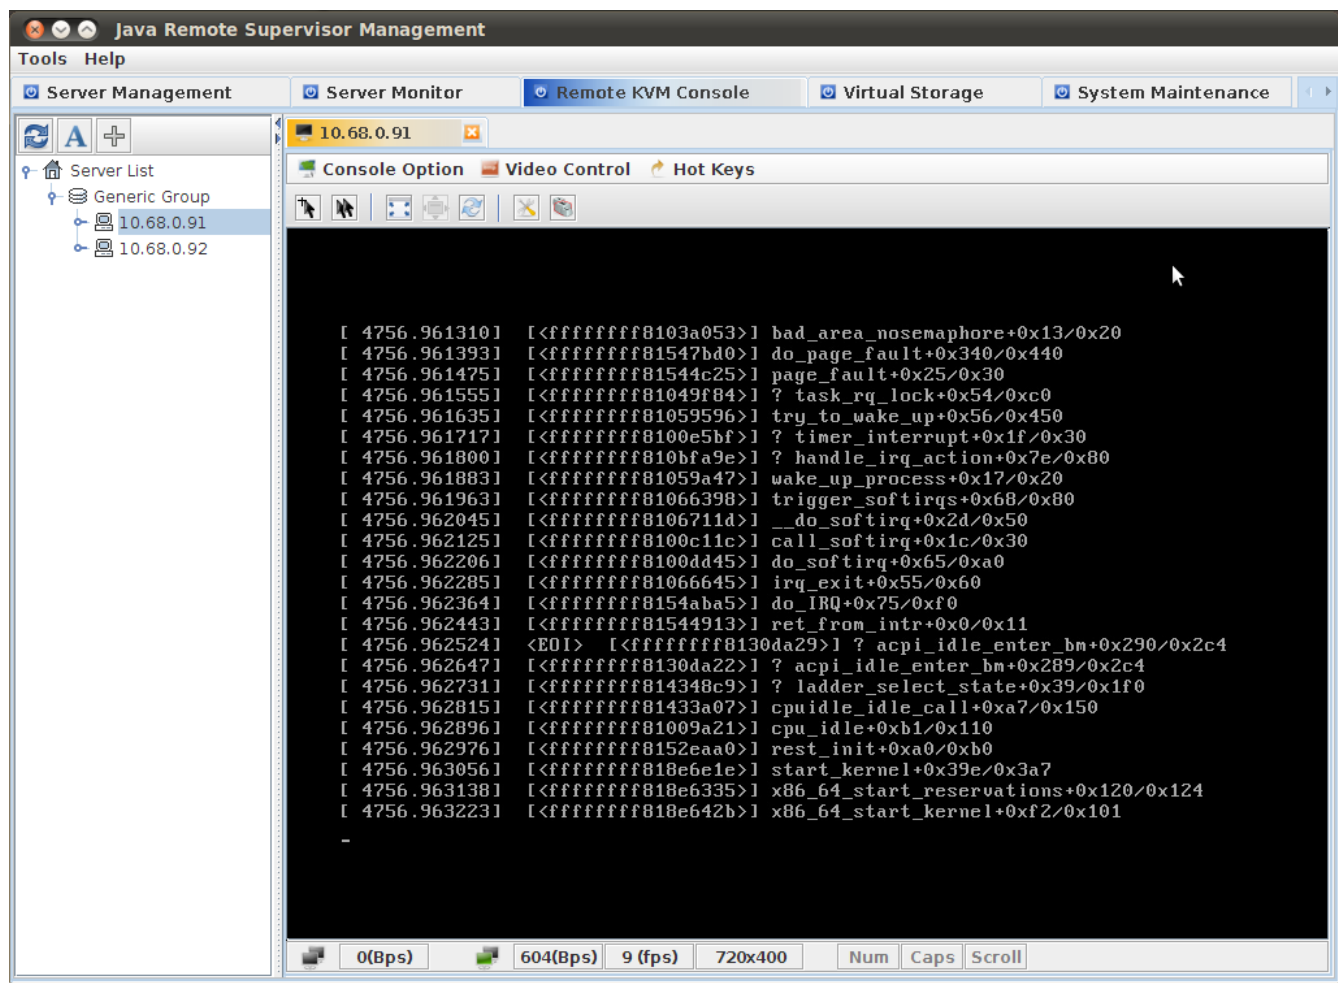 Java Remote Supervisor Management
Tools Help
Server Management Server Monitor Remote KVM Console Virtual Storage System Maintenance
A 10.68.0.91
Server List
Generic Group
10.68.0.91
10.68.0.92
Console Option Video Control Hot Keys
[ 4756.961310] [<ffffffff8103a053>] bad_area_nosemaphore+0x13/0x20
[ 4756.961393] [<ffffffff81547bd0>] do_page_fault+0x340/0x440
[ 4756.961475] [<ffffffff81544c25>] page_fault+0x25/0x30
[ 4756.961555] [<ffffffff81049f84>] ? task_rq_lock+0x54/0xc0
[ 4756.961635] [<ffffffff81059596>] try_to_wake_up+0x56/0x450
[ 4756.961717] [<ffffffff8100e5bf>] ? timer_interrupt+0x1f/0x30
[ 4756.961800] [<ffffffff810bfa9e>] ? handle_irq_action+0x7e/0x80
[ 4756.961883] [<ffffffff81059a47>] wake_up_process+0x17/0x20
[ 4756.961963] [<ffffffff81066398>] trigger_softirqs+0x68/0x80
[ 4756.962045] [<ffffffff8106711d>] __do_softirq+0x2d/0x50
[ 4756.962125] [<ffffffff8100c11c>] call_softirq+0x1c/0x30
[ 4756.962206] [<ffffffff8100dd45>] do_softirq+0x65/0xa0
[ 4756.962285] [<ffffffff81066645>] irq_exit+0x55/0x60
[ 4756.962364] [<ffffffff8154aba5>] do_IRQ+0x75/0xf0
[ 4756.962443] [<ffffffff81544913>] ret_from_intr+0x0/0x11
[ 4756.962524] <EOI> [<ffffffff8130da29>] ? acpi_idle_enter_bm+0x290/0x2c4
[ 4756.962647] [<ffffffff8130da22>] ? acpi_idle_enter_bm+0x289/0x2c4
[ 4756.962731] [<ffffffff814348c9>] ? ladder_select_state+0x39/0x1f0
[ 4756.962815] [<ffffffff81433a07>] cpuidle_idle_call+0xa7/0x150
[ 4756.962896] [<ffffffff81009a21>] cpu_idle+0xb1/0x110
[ 4756.962976] [<ffffffff8152eaa0>] rest_init+0xa0/0xb0
[ 4756.963056] [<ffffffff818e6e1e>] start_kernel+0x39e/0x3a7
[ 4756.963138] [<ffffffff818e6335>] x86_64_start_reservations+0x120/0x124
[ 4756.963223] [<ffffffff818e642b>] x86_64_start_kernel+0xf2/0x101
_
0(Bps) 604(Bps) 9 (fps) 720x400 Num Caps Scroll